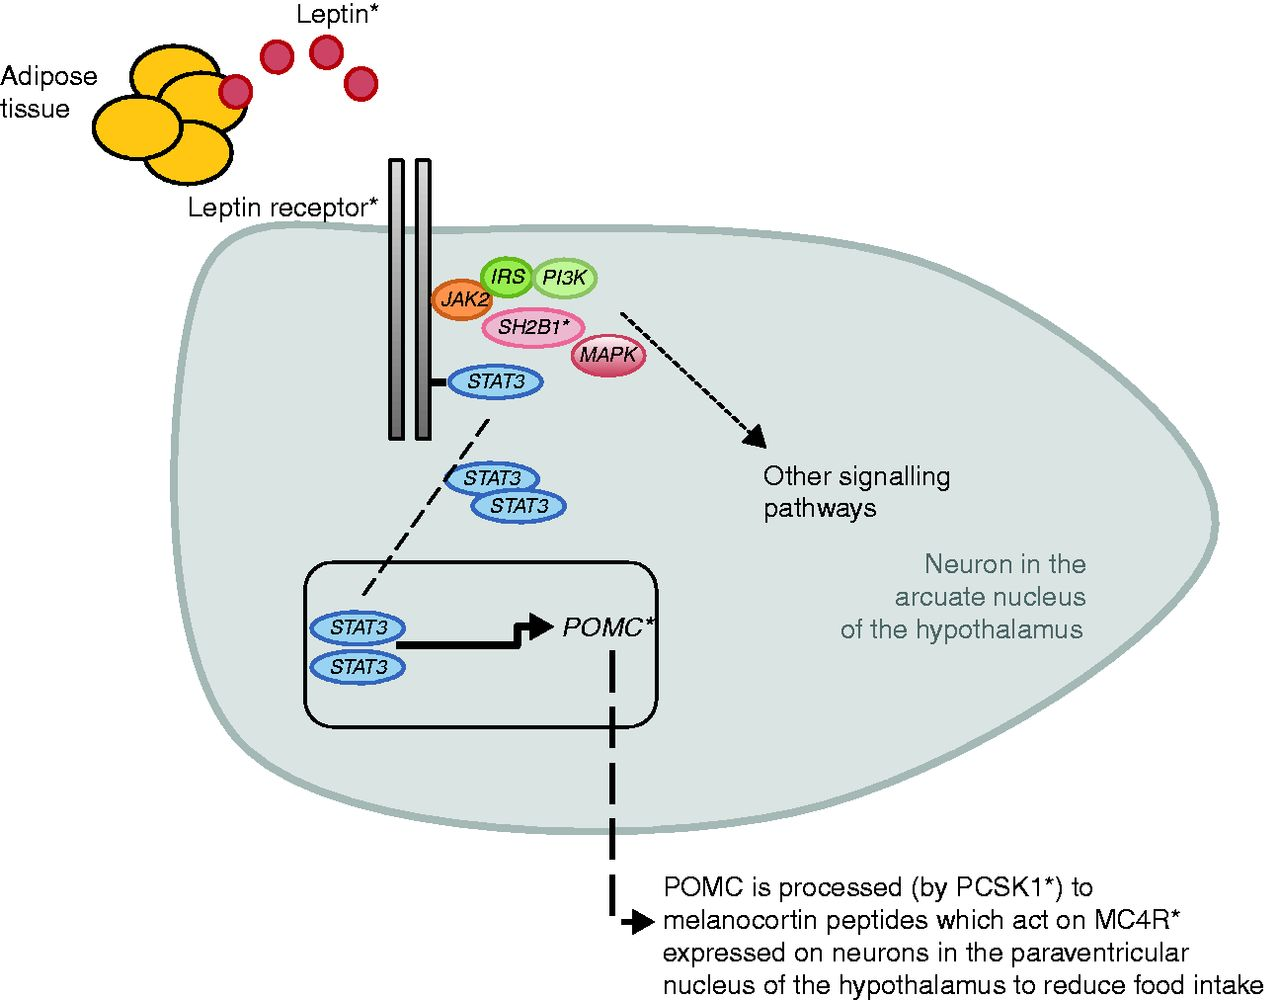 Leptin*
Adipose
tissue
Leptin receptor*
IRS
PI3K
JAK2
SH2B1*
MAPK
STAT3
STAT3
STAT3
Other signalling
pathways
Neuron in the
arcuate nucleus
of the hypothalamus
STAT3
POMC*
STAT3
POMC is processed (by PCSK1*) to
melanocortin peptides which act on MC4R*
expressed on neurons in the paraventricular
nucleus of the hypothalamus to reduce food intake